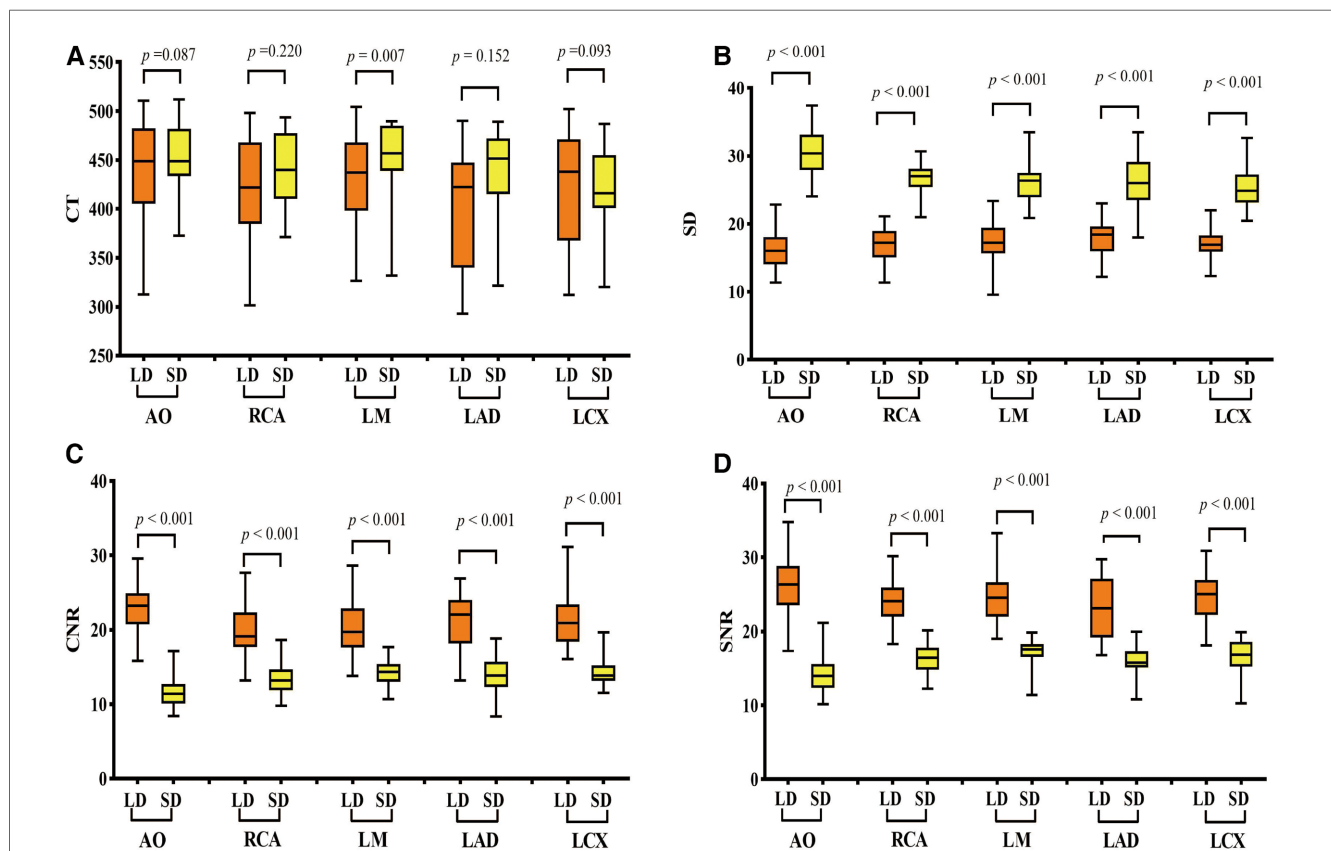 A
p =0.087 p =0.220 p = 0.007 p = 0.152 p =0.093
550
500
450
400
350
300
250
CT
LD SD LD SD LD SD LD SD LD SD
AO RCA LM LAD LCX
B
p < 0.001 p < 0.001 p < 0.001 p < 0.001 p < 0.001
40
30
20
10
0
SD
LD SD LD SD LD SD LD SD LD SD
AO RCA LM LAD LCX
C
p < 0.001 p < 0.001 p < 0.001 p < 0.001 p < 0.001
40
30
20
10
0
CNR
LD SD LD SD LD SD LD SD LD SD
AO RCA LM LAD LCX
D
p < 0.001 p < 0.001 p < 0.001 p < 0.001 p < 0.001
40
30
20
10
0
SNR
LD SD LD SD LD SD LD SD LD SD
AO RCA LM LAD LCX